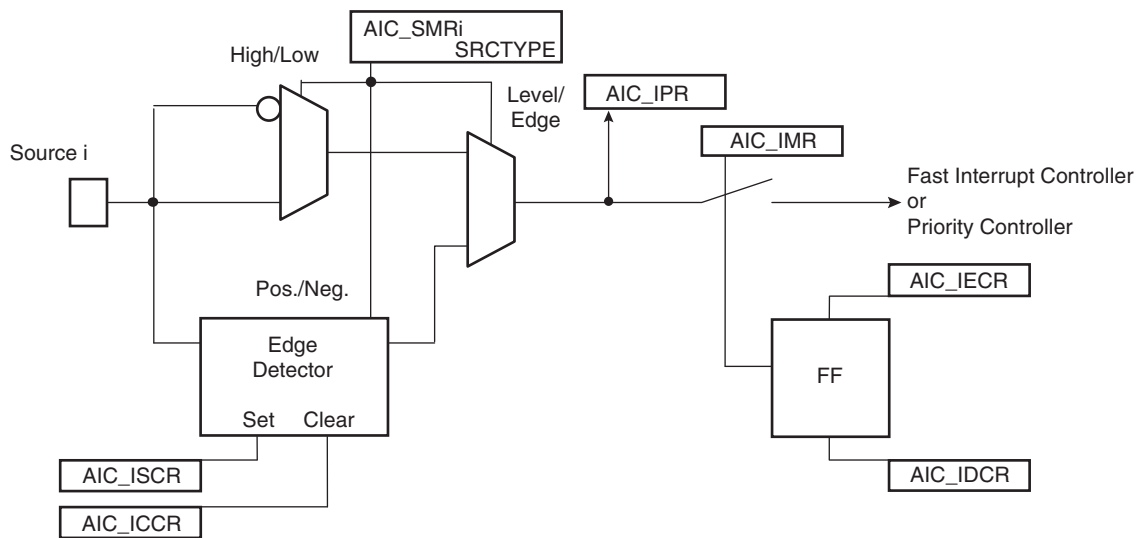 AIC_SMRi
SRCTYPE
High/Low
Level/
Edge
AIC_IPR
AIC_IMR
Source i
Fast Interrupt Controller
or
Priority Controller
Pos./Neg.
AIC_IECR
Edge
Detector
FF
Set Clear
AIC_ISCR
AIC_IDCR
AIC_ICCR